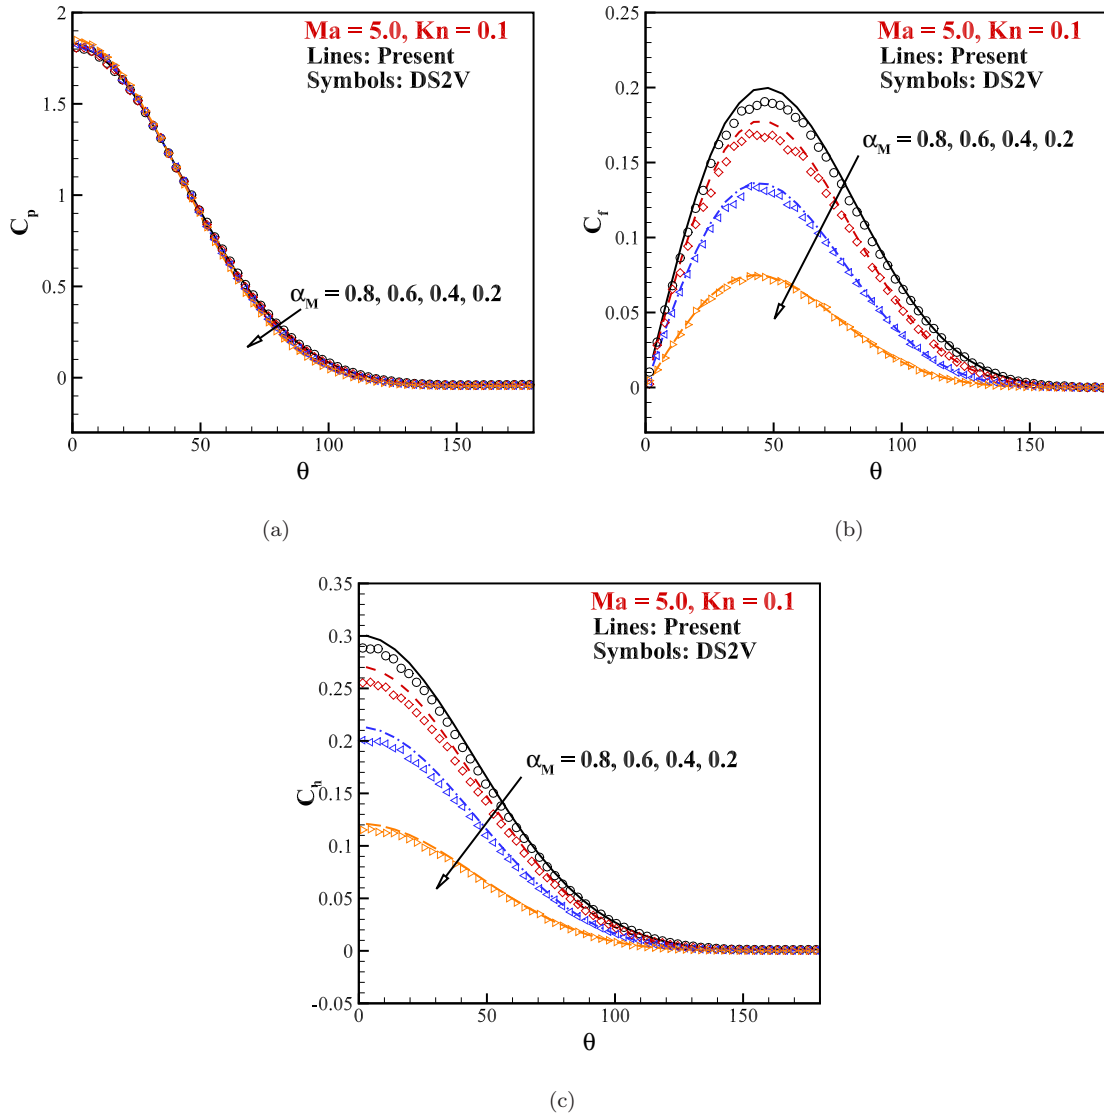 Ma = 5.0, Kn = 0.1
Lines: Present
Symbols: DS2V
α_M = 0.8, 0.6, 0.4, 0.2
C_p
2
1.5
1
0.5
0
0 50 100 150
θ
(a)
Ma = 5.0, Kn = 0.1
Lines: Present
Symbols: DS2V
α_M = 0.8, 0.6, 0.4, 0.2
C_f
0.25
0.2
0.15
0.1
0.05
0
0 50 100 150
θ
(b)
Ma = 5.0, Kn = 0.1
Lines: Present
Symbols: DS2V
α_M = 0.8, 0.6, 0.4, 0.2
C_h
0.35
0.3
0.25
0.2
0.15
0.1
0.05
0
-0.05
0 50 100 150
θ
(c)